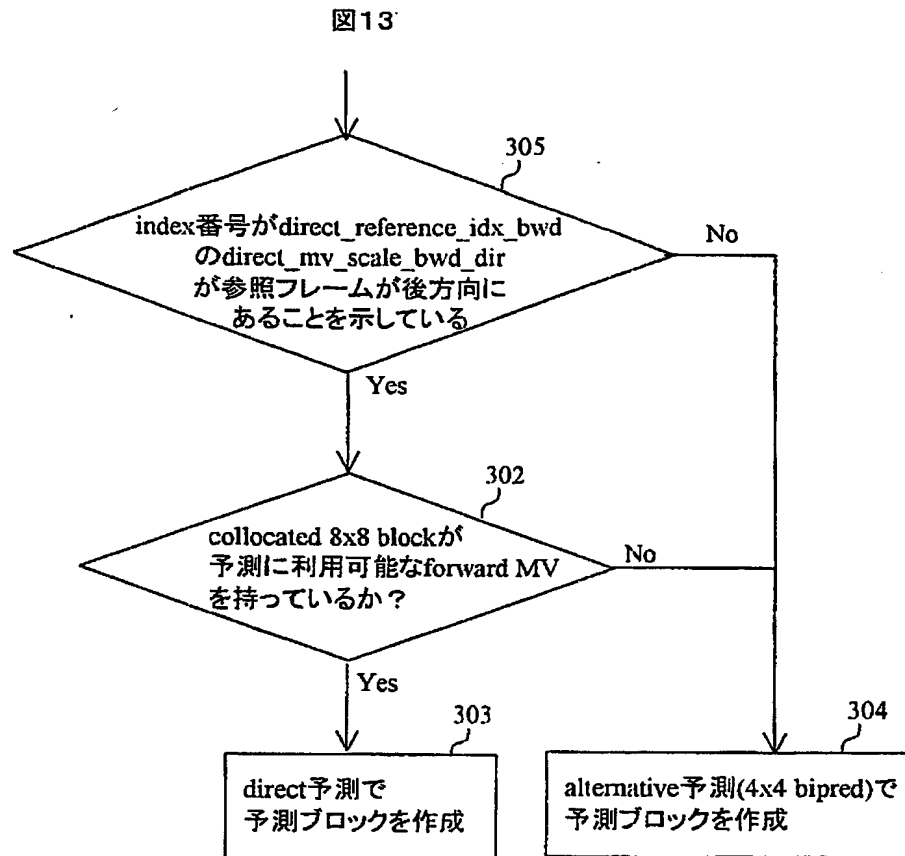 図13
305
index番号がdirect_reference_idx_bwd
のdirect_mv_scale_bwd_dir
が参照フレームが後方向に
あることを示している
No
Yes
302
collocated 8x8 blockが
予測に利用可能なforward MV
を持っているか？
No
Yes
303
direct予測で
予測ブロックを作成
304
alternative予測(4x4 bipred)で
予測ブロックを作成